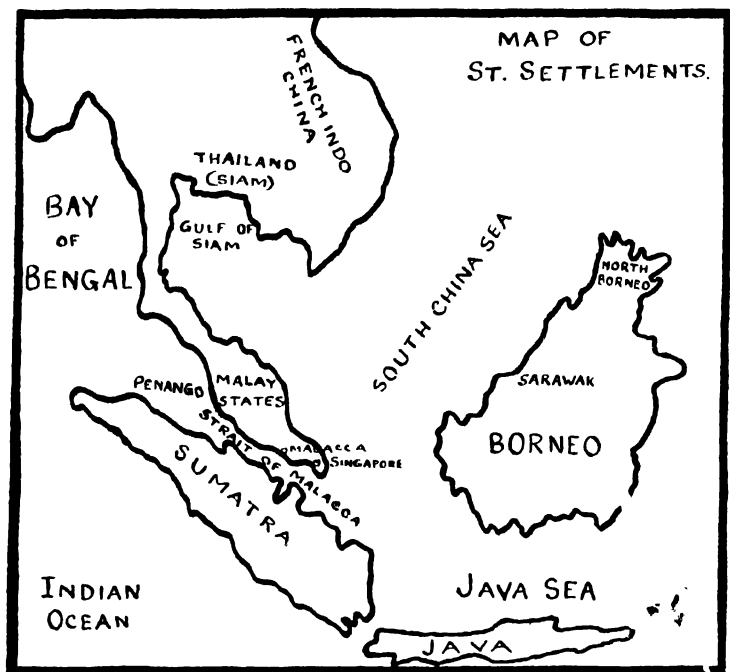 MAP OF
ST. SETTLEMENTS.
FRENCH INDO
CHINA
THAILAND
(SIAM)
BAY
OF
BENGAL
GULF OF
SIAM
SOUTH CHINA SEA
NORTH
BORNEO
PENANGO
MALAY
STATES
SARAWAK
STRAIT OF MALACCA
MALACCA
SINGAPORE
BORNEO
SUMATRA
INDIAN
OCEAN
JAVA SEA
JAVA